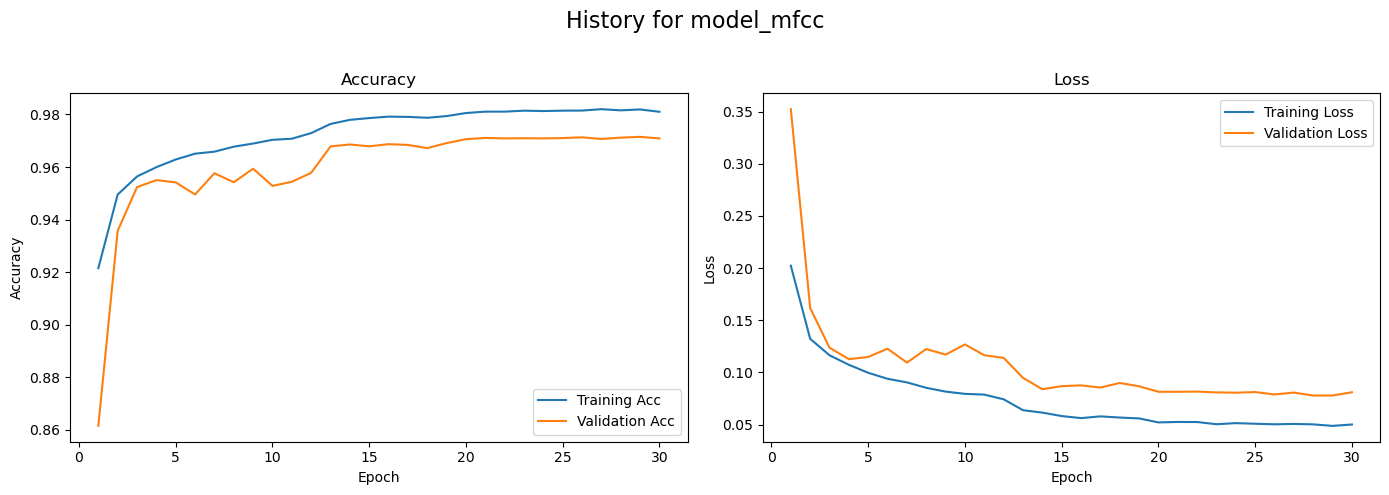 History for model_mfcc
Accuracy
Accuracy
0.98
0.96
0.94
0.92
0.90
0.88
0.86
Training Acc
Validation Acc
0 5 10 15 20 25 30
Epoch
Loss
Loss
0.35
0.30
0.25
0.20
0.15
0.10
0.05
Training Loss
Validation Loss
0 5 10 15 20 25 30
Epoch